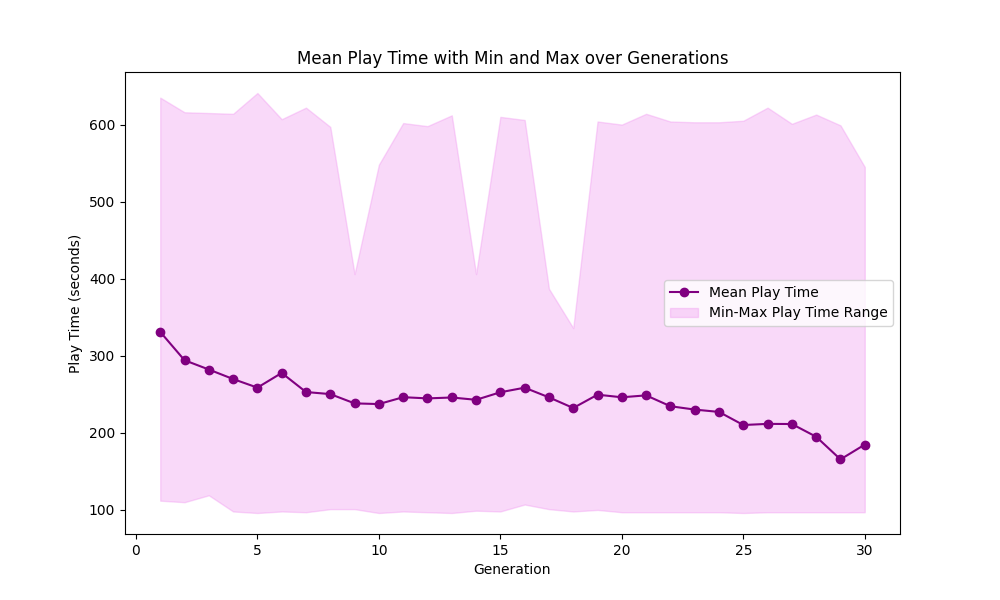 Mean Play Time with Min and Max over Generations
Play Time (seconds)
600
500
400
300
200
100
Mean Play Time
Min-Max Play Time Range
0 5 10 15 20 25 30
Generation